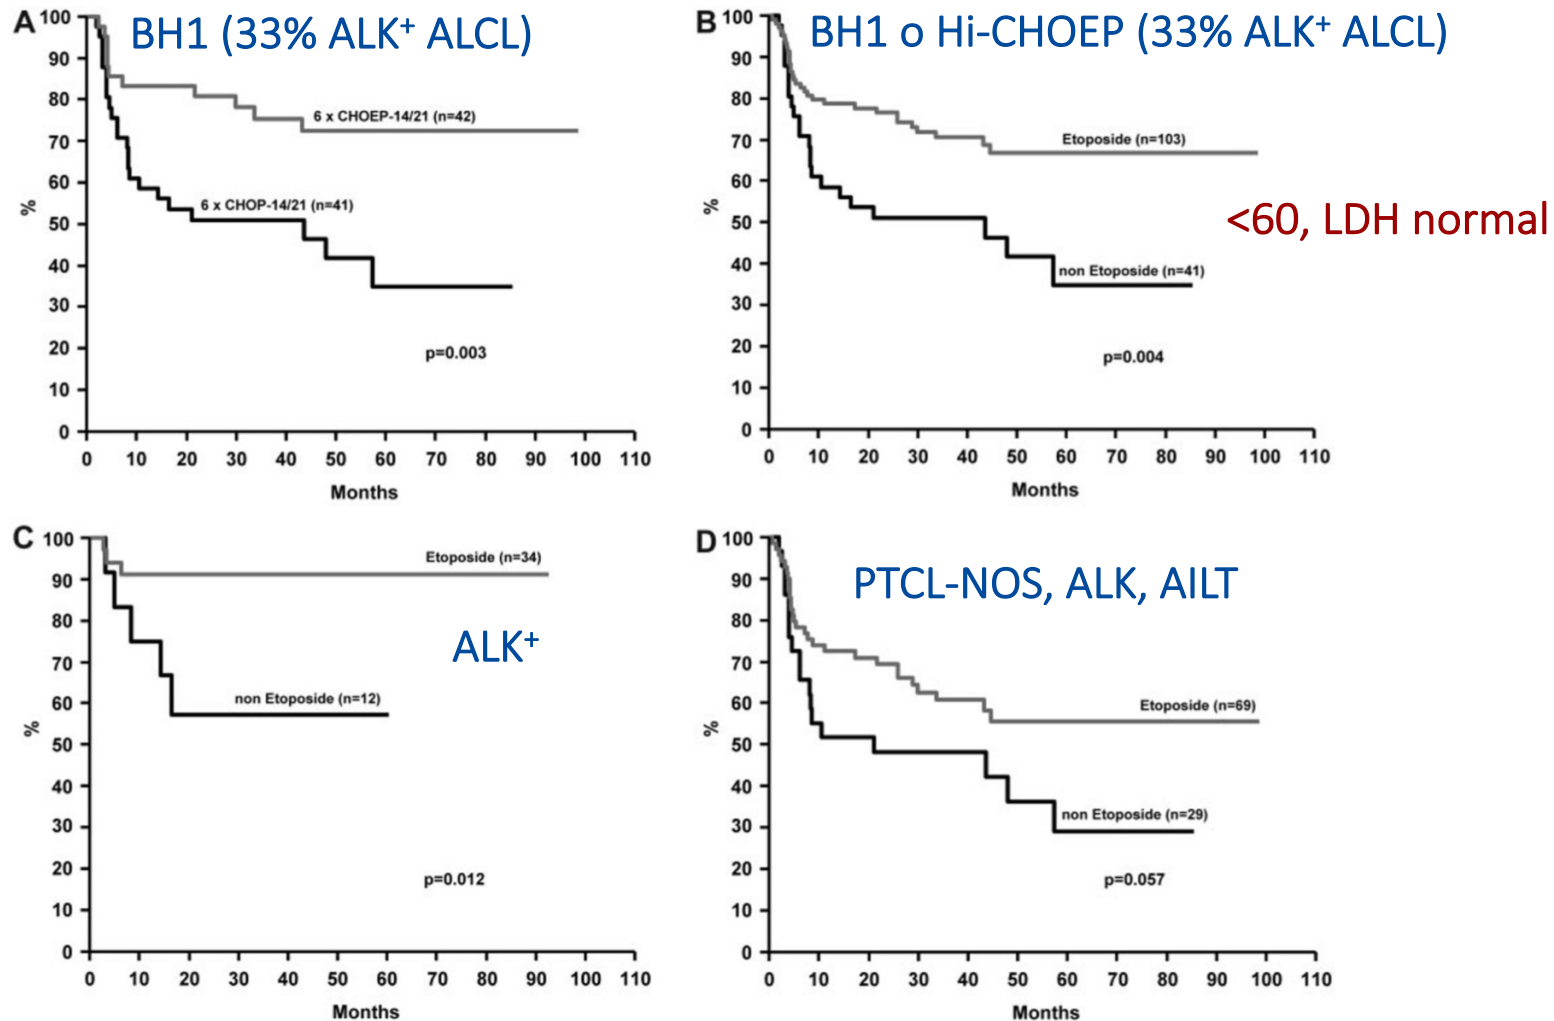 A
BH1 (33% ALK+ ALCL)
100
90
80
70
60
50
40
30
20
10
0
%
6 x CHOEP-14/21 (n=42)
6 x CHOP-14/21 (n=41)
p=0.003
0 10 20 30 40 50 60 70 80 90 100 110
Months
B
BH1 o Hi-CHOEP (33% ALK+ ALCL)
100
90
80
70
60
50
40
30
20
10
0
%
Etoposide (n=103)
<60, LDH normal
non Etoposide (n=41)
p=0.004
0 10 20 30 40 50 60 70 80 90 100 110
Months
C
100
90
80
70
60
50
40
30
20
10
0
%
Etoposide (n=34)
ALK+
non Etoposide (n=12)
p=0.012
0 10 20 30 40 50 60 70 80 90 100 110
Months
D
100
90
80
70
60
50
40
30
20
10
0
%
PTCL-NOS, ALK, AILT
Etoposide (n=69)
non Etoposide (n=29)
p=0.057
0 10 20 30 40 50 60 70 80 90 100 110
Months